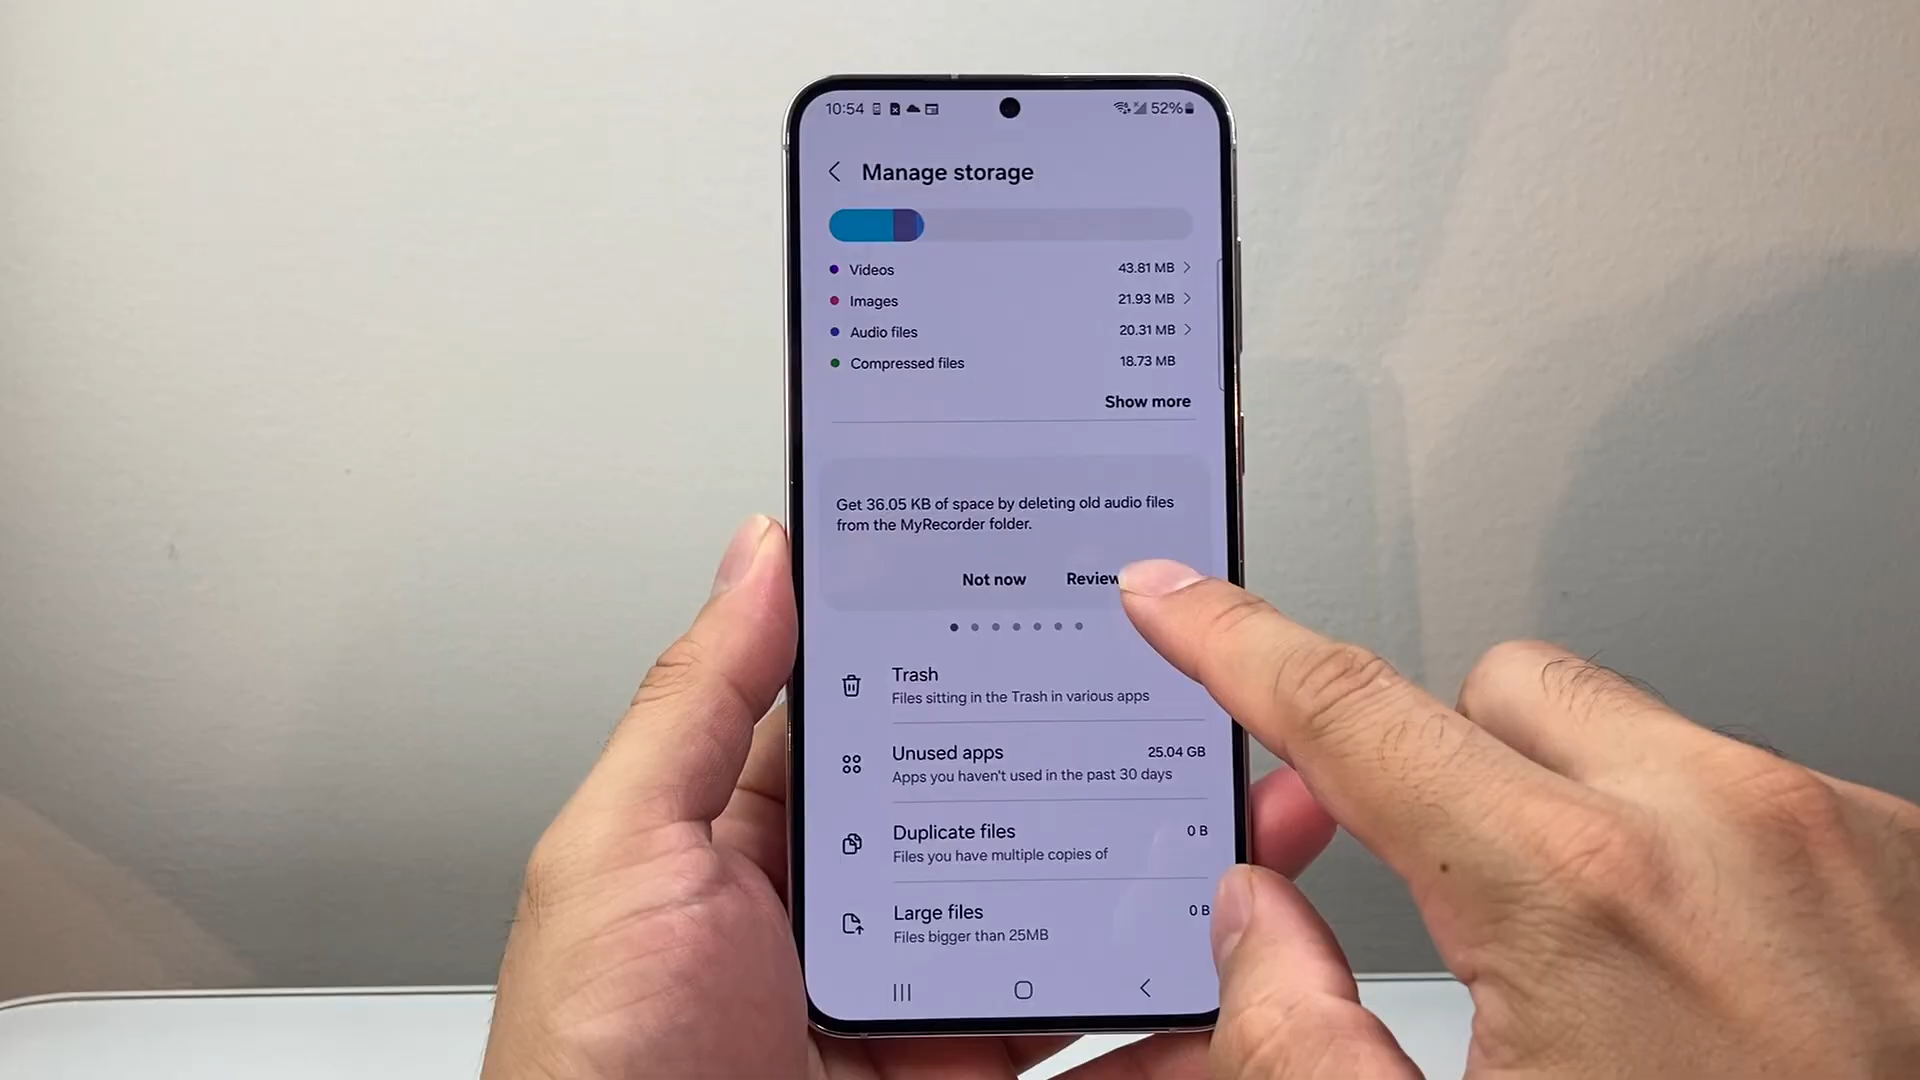 10:54 52%
Manage storage
Videos 43.81 MB
Images 21.93 MB
Audio files 20.31 MB
Compressed files 18.73 MB
Show more
Get 36.05 KB of space by deleting old audio files
from the MyRecorder folder.
Not now Review
Trash
Files sitting in the Trash in various apps
Unused apps 25.04 GB
Apps you haven't used in the past 30 days
Duplicate files 0 B
Files you have multiple copies of
Large files 0 B
Files bigger than 25MB